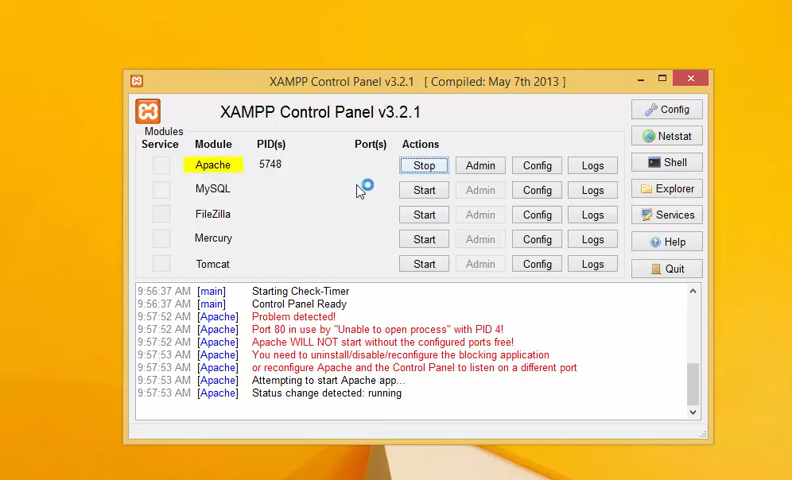 XAMPP Control Panel v3.2.1 [ Compiled: May 7th 2013 ]
XAMPP Control Panel v3.2.1
Config
Modules
Service Module PID(s) Port(s) Actions
Netstat
Apache 5748 Stop Admin Config Logs
Shell
MySQL Start Admin Config Logs
Explorer
FileZilla Start Admin Config Logs
Services
Mercury Start Admin Config Logs
Help
Tomcat Start Admin Config Logs
Quit
9:56:37 AM [main] Starting Check-Timer
9:56:37 AM [main] Control Panel Ready
9:57:52 AM [Apache] Problem detected!
9:57:52 AM [Apache] Port 80 in use by "Unable to open process" with PID 4!
9:57:52 AM [Apache] Apache WILL NOT start without the configured ports free!
9:57:53 AM [Apache] You need to uninstall/disable/reconfigure the blocking application
9:57:53 AM [Apache] or reconfigure Apache and the Control Panel to listen on a different port
9:57:53 AM [Apache] Attempting to start Apache app...
9:57:53 AM [Apache] Status change detected: running